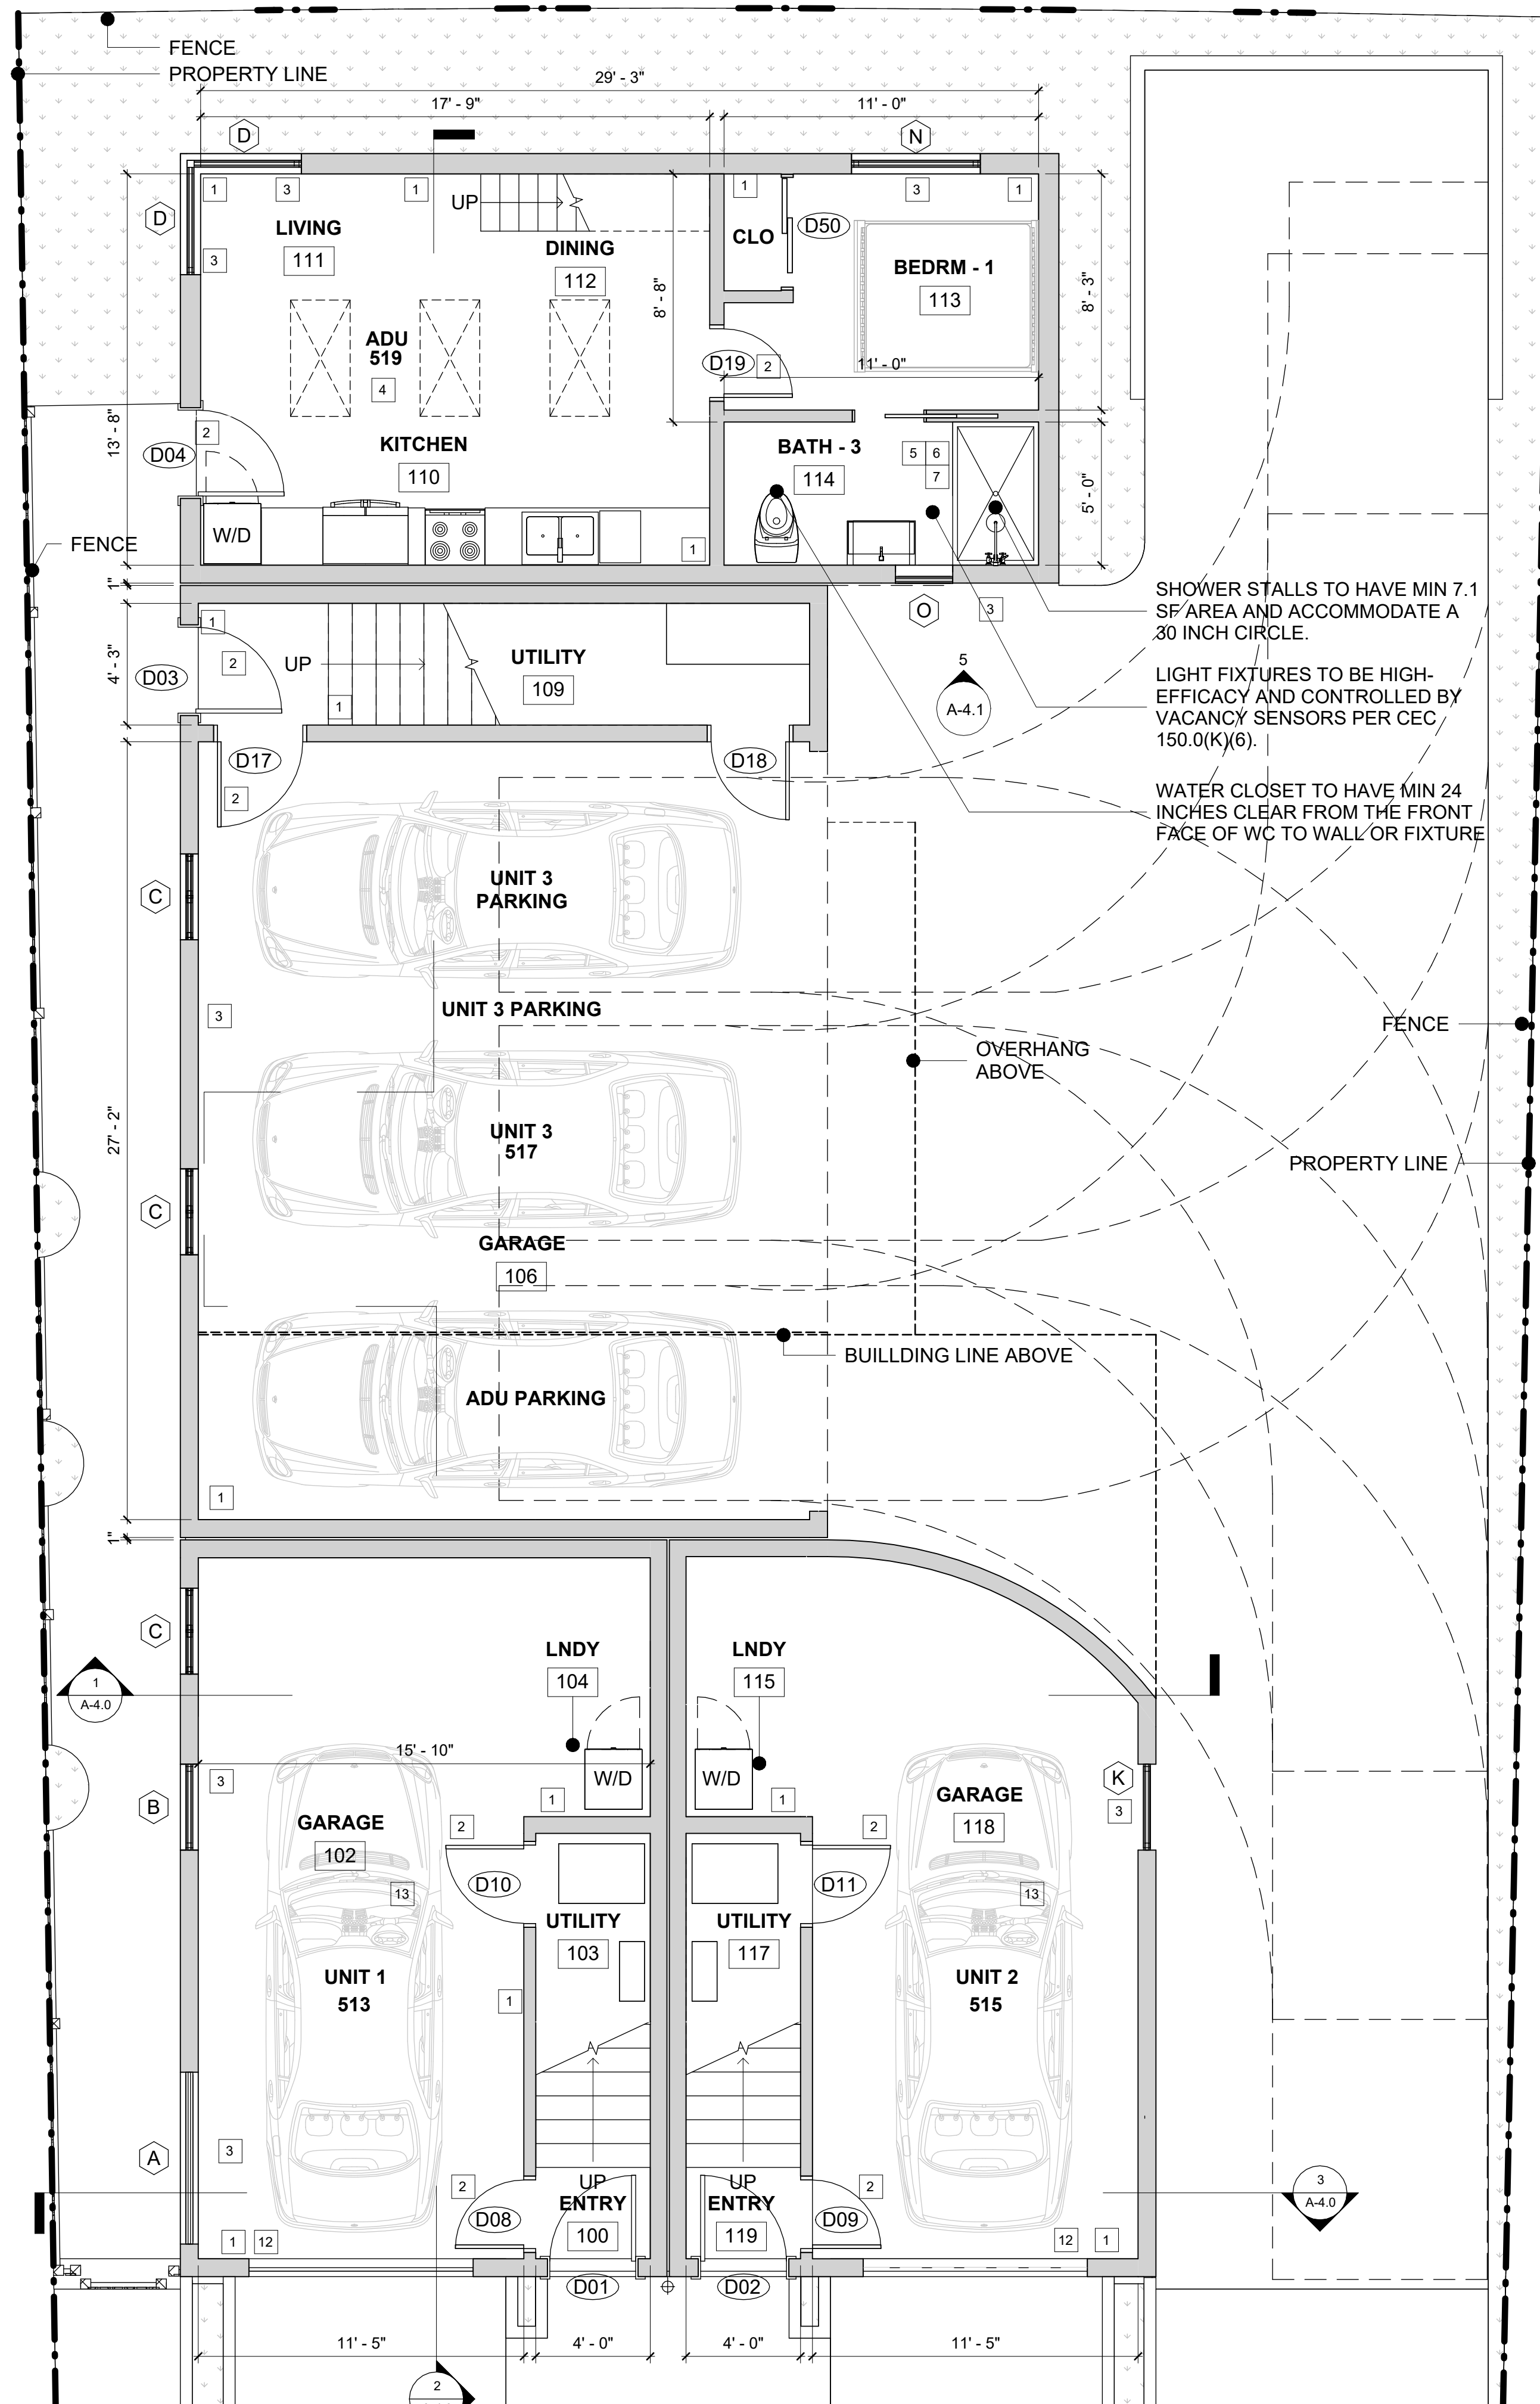 FENCE
PROPERTY LINE
29' - 3"
17' - 9"
11' - 0"
D
N
1
3
1
1
3
1
UP
D
LIVING
111
DINING
112
CLO
D50
BEDRM - 1
113
3
8' - 8"
8' - 3"
ADU
519
4
D19
2
11' - 0"
13' - 8"
2
D04
KITCHEN
110
BATH - 3
114
5
6
7
5' - 0"
W/D
1
FENCE
1"
O
3
SHOWER STALLS TO HAVE MIN 7.1
SF AREA AND ACCOMMODATE A
30 INCH CIRCLE.
4' - 3"
1
2
UP
UTILITY
109
D03
1
5
A-4.1
LIGHT FIXTURES TO BE HIGH-
EFFICACY AND CONTROLLED BY
VACANCY SENSORS PER CEC
150.0(K)(6).
D17
D18
2
WATER CLOSET TO HAVE MIN 24
INCHES CLEAR FROM THE FRONT
FACE OF WC TO WALL OR FIXTURE
C
UNIT 3
PARKING
3
UNIT 3 PARKING
FENCE
OVERHANG
ABOVE
27' - 2"
UNIT 3
517
PROPERTY LINE
C
GARAGE
106
BUILLDING LINE ABOVE
ADU PARKING
1
1"
C
LNDY
104
LNDY
115
1
A-4.0
15' - 10"
W/D
W/D
K
B
3
1
1
3
GARAGE
102
2
2
GARAGE
118
D10
D11
13
13
UTILITY
103
UTILITY
117
UNIT 1
513
1
UNIT 2
515
A
3
2
UP
ENTRY
100
UP
ENTRY
119
2
3
A-4.0
D08
D09
1
12
12
1
D01
D02
11' - 5"
4' - 0"
4' - 0"
11' - 5"
2